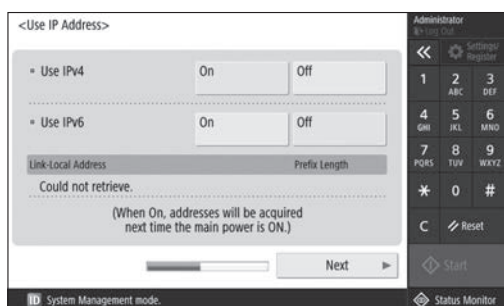 <Use IP Address>
Administrator
Log Out
Use IPv4
On
Off
Settings/
Register
Use IPv6
On
Off
Link-Local Address
Prefix Length
Could not retrieve.
(When On, addresses will be acquired
next time the main power is ON.)
Next
ID System Management mode.
1
2
3
ABC
DEF
4
5
6
GHI
JKL
MNO
7
8
9
PQRS
TUV
WXYZ
*
0
#
C
Reset
Start
Status Monitor